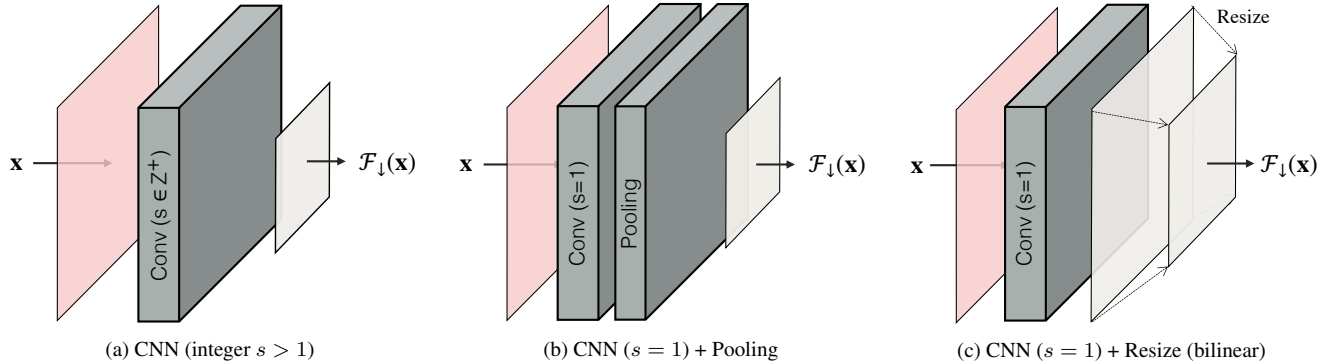 x
Conv (s ∈ Z⁺)
𝓕↓(x)
(a) CNN (integer s > 1)
x
Conv (s=1)
Pooling
𝓕↓(x)
(b) CNN (s = 1) + Pooling
Resize
x
Conv (s=1)
𝓕↓(x)
(c) CNN (s = 1) + Resize (bilinear)